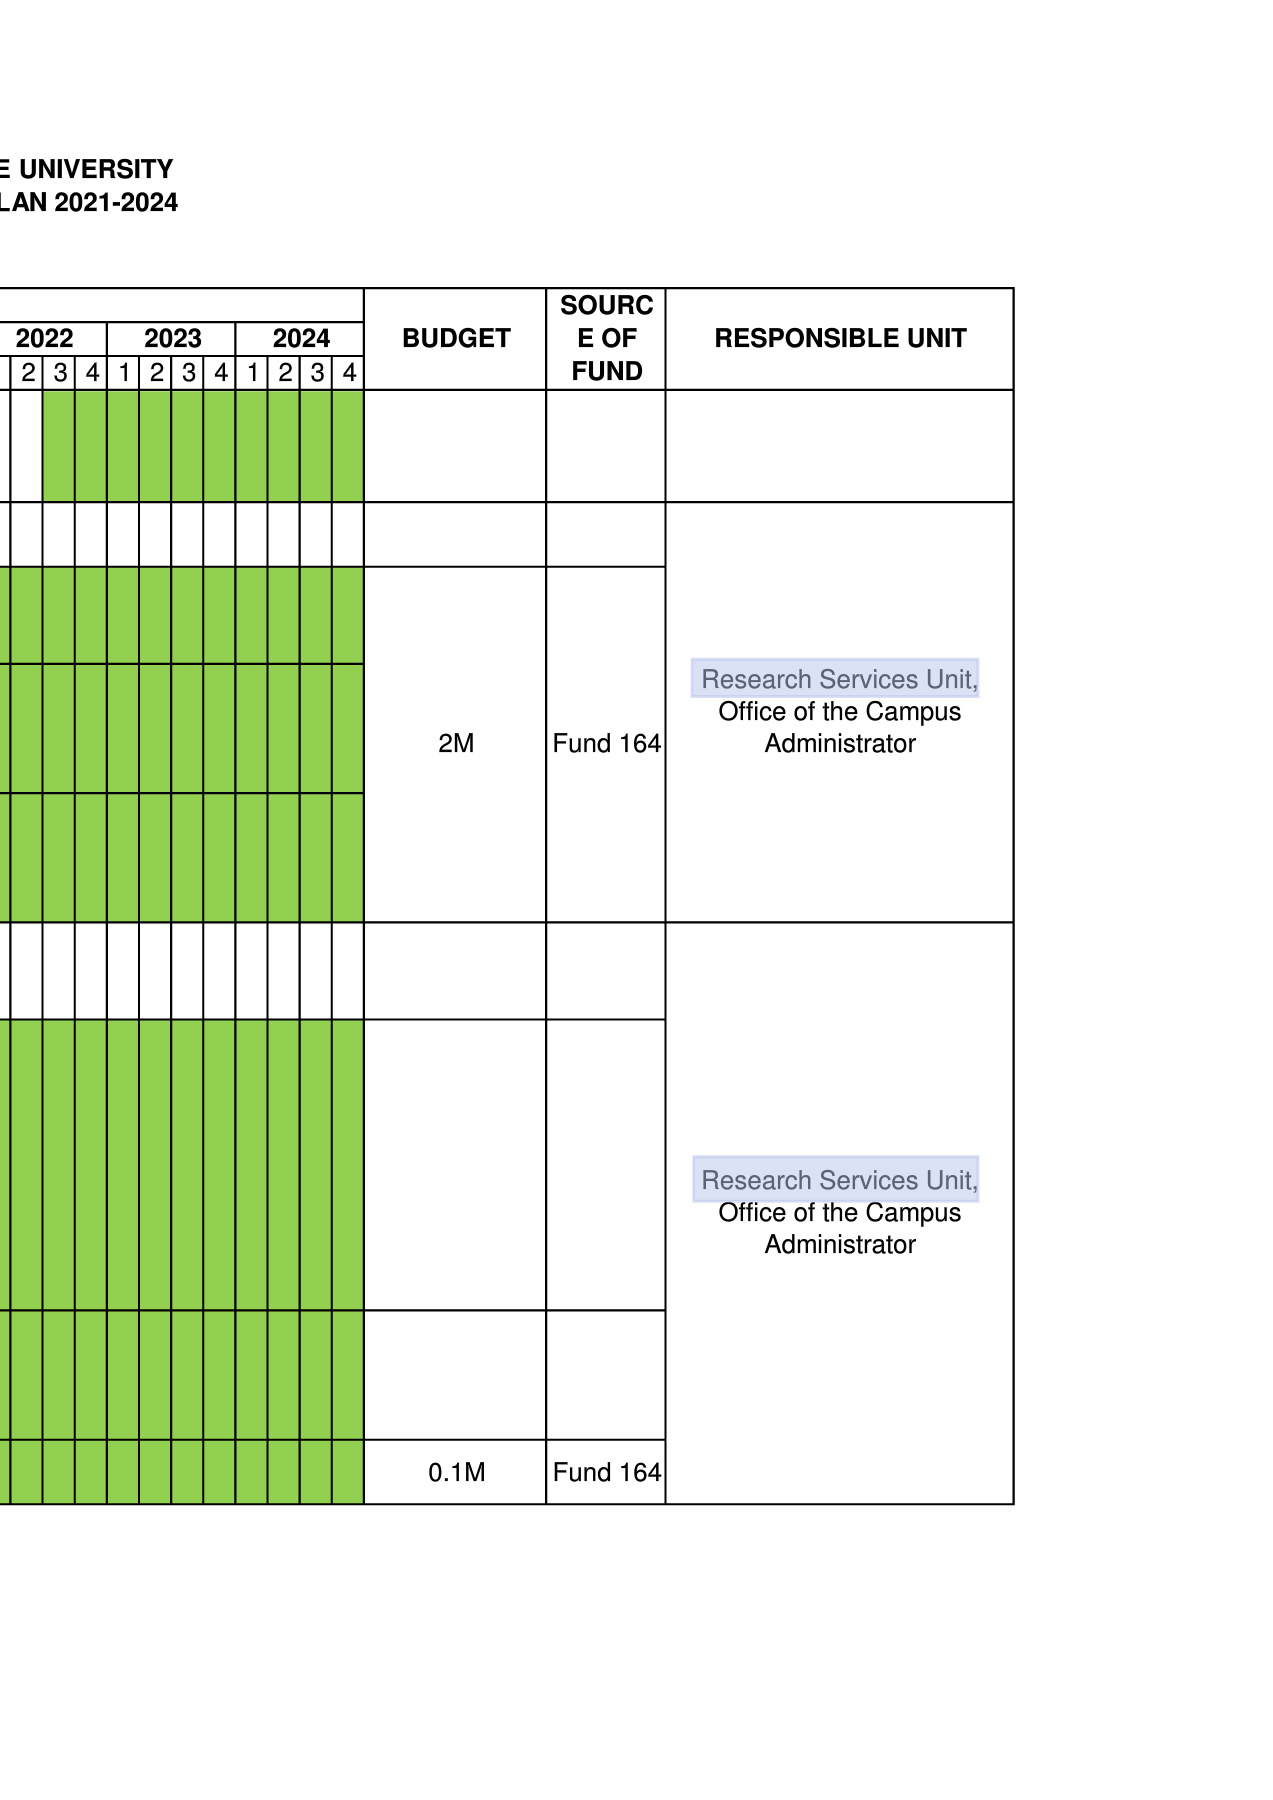 E UNIVERSITY
LAN 2021-2024
2022 2023 2024
2 3 4 1 2 3 4 1 2 3 4
BUDGET
SOURC
E OF
FUND
RESPONSIBLE UNIT
2M
Fund 164
Research Services Unit,
Office of the Campus
Administrator
Research Services Unit,
Office of the Campus
Administrator
0.1M
Fund 164